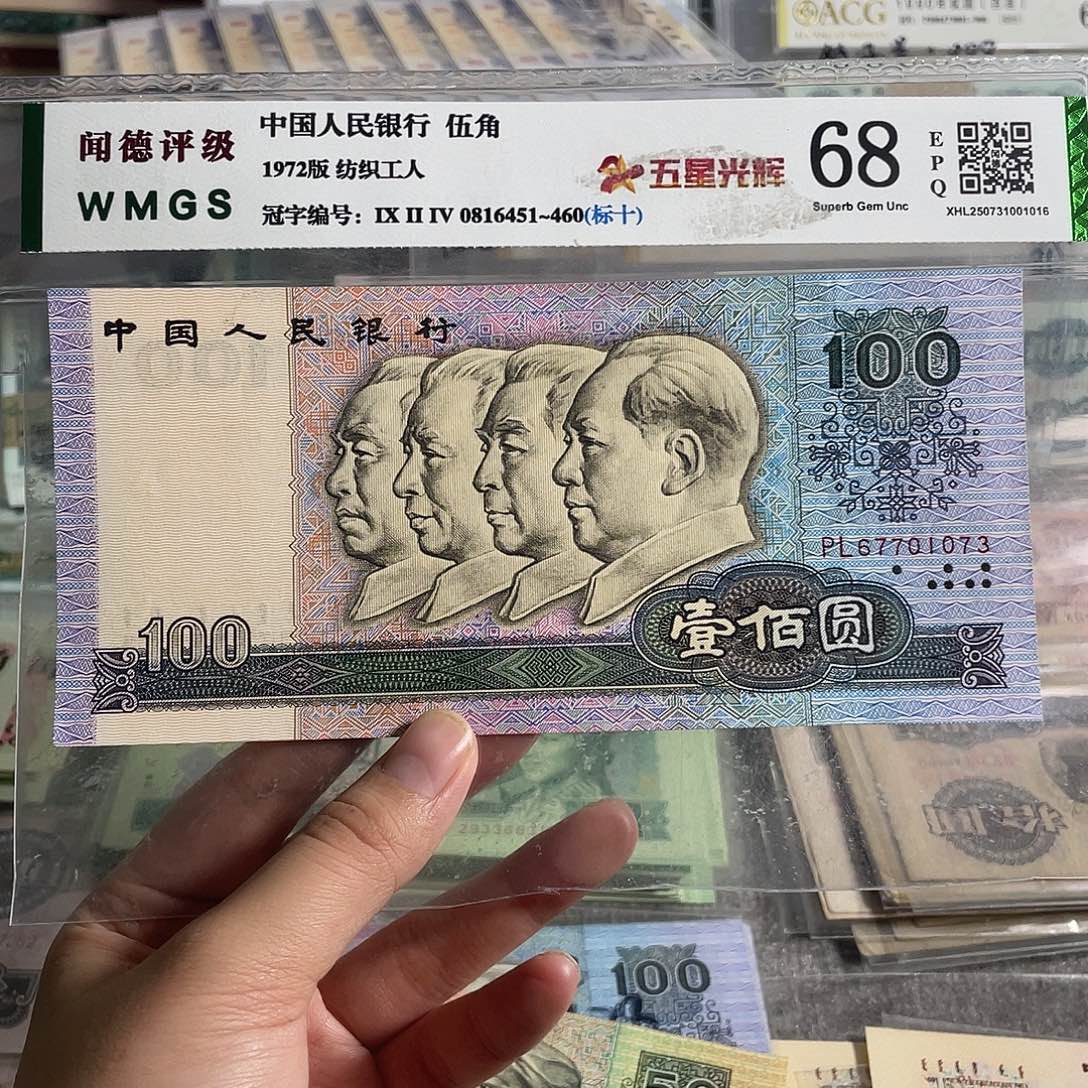 ACG
闻德评级
WMGS
中国人民银行 伍角
1972版 纺织工人
冠字编号：IX II IV 0816451~460(标十)
五星光辉
68
Superb Gem Unc
EPQ
XHL250731001016
中国人民银行
100
PL67701073
100
壹佰圆
100